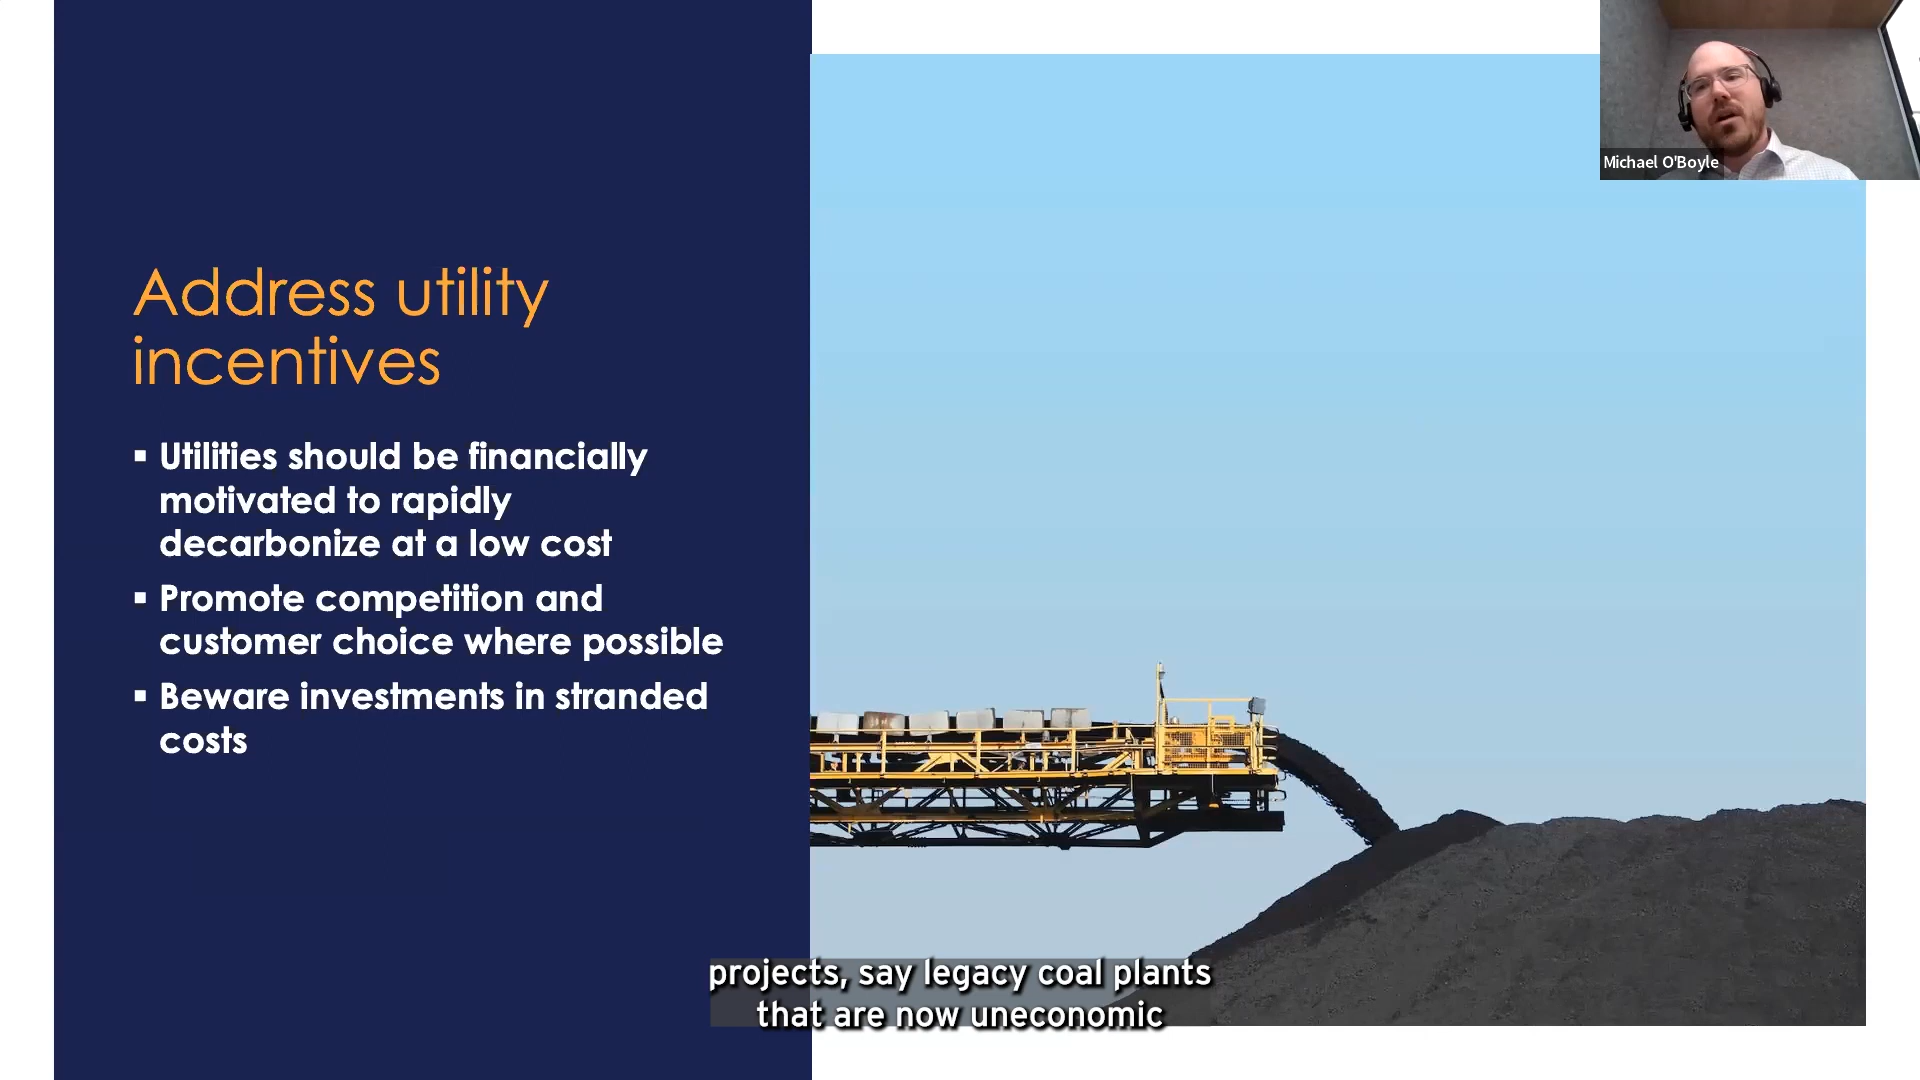 Michael O'Boyle
Address utility
incentives
▪ Utilities should be financially
motivated to rapidly
decarbonize at a low cost
▪ Promote competition and
customer choice where possible
▪ Beware investments in stranded
costs
projects, say legacy coal plants
that are now uneconomic